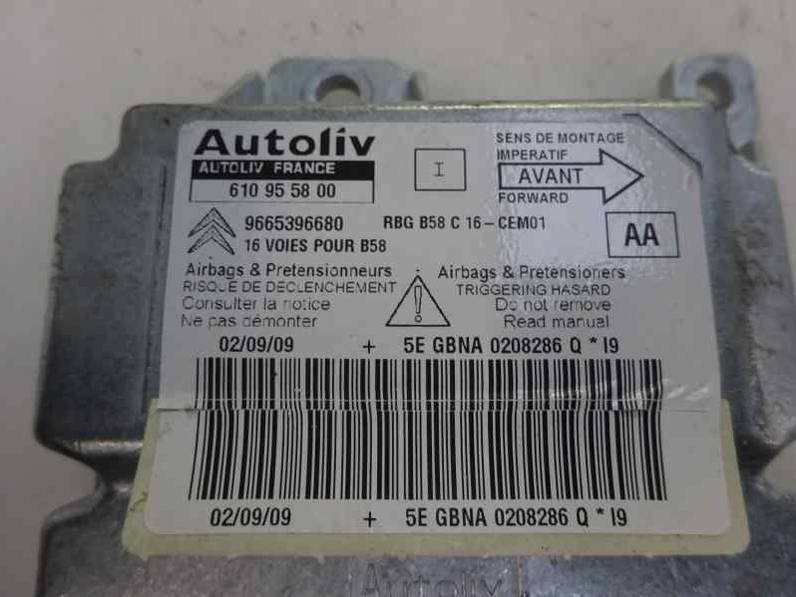 Autoliv
AUTOLIV FRANCE
610 95 58 00
I
SENS DE MONTAGE
IMPERATIF
AVANT
FORWARD
9665396680 RBG B58 C 16-CEM01
16 VOIES POUR B58
AA
Airbags & Pretensionneurs
RISQUE DE DECLENCHEMENT
Consulter la notice
Ne pas démonter
Airbags & Pretensioners
TRIGGERING HASARD
Do not remove
Read manual
02/09/09 + 5E GBNA 0208286 Q * I9
02/09/09 + 5E GBNA 0208286 Q * I9
Autoliv